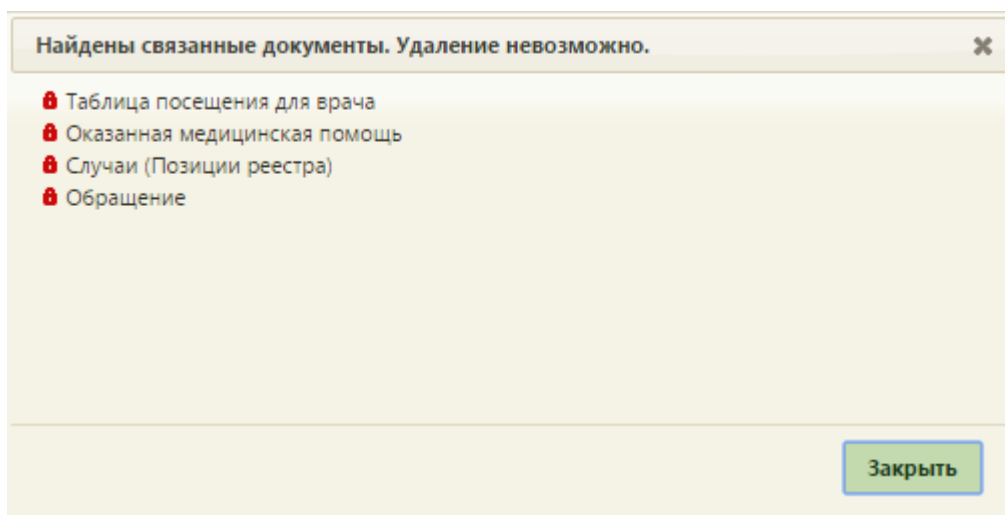 Найдены связанные документы. Удаление невозможно.
Таблица посещения для врача
Оказанная медицинская помощь
Случаи (Позиции реестра)
Обращение
Закрыть